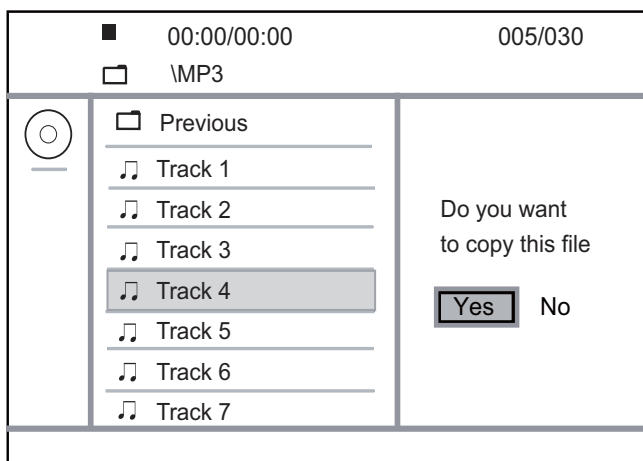 00:00/00:00 005/030
\MP3
Previous
Track 1
Track 2
Track 3
Track 4
Track 5
Track 6
Track 7
Do you want
to copy this file
Yes No